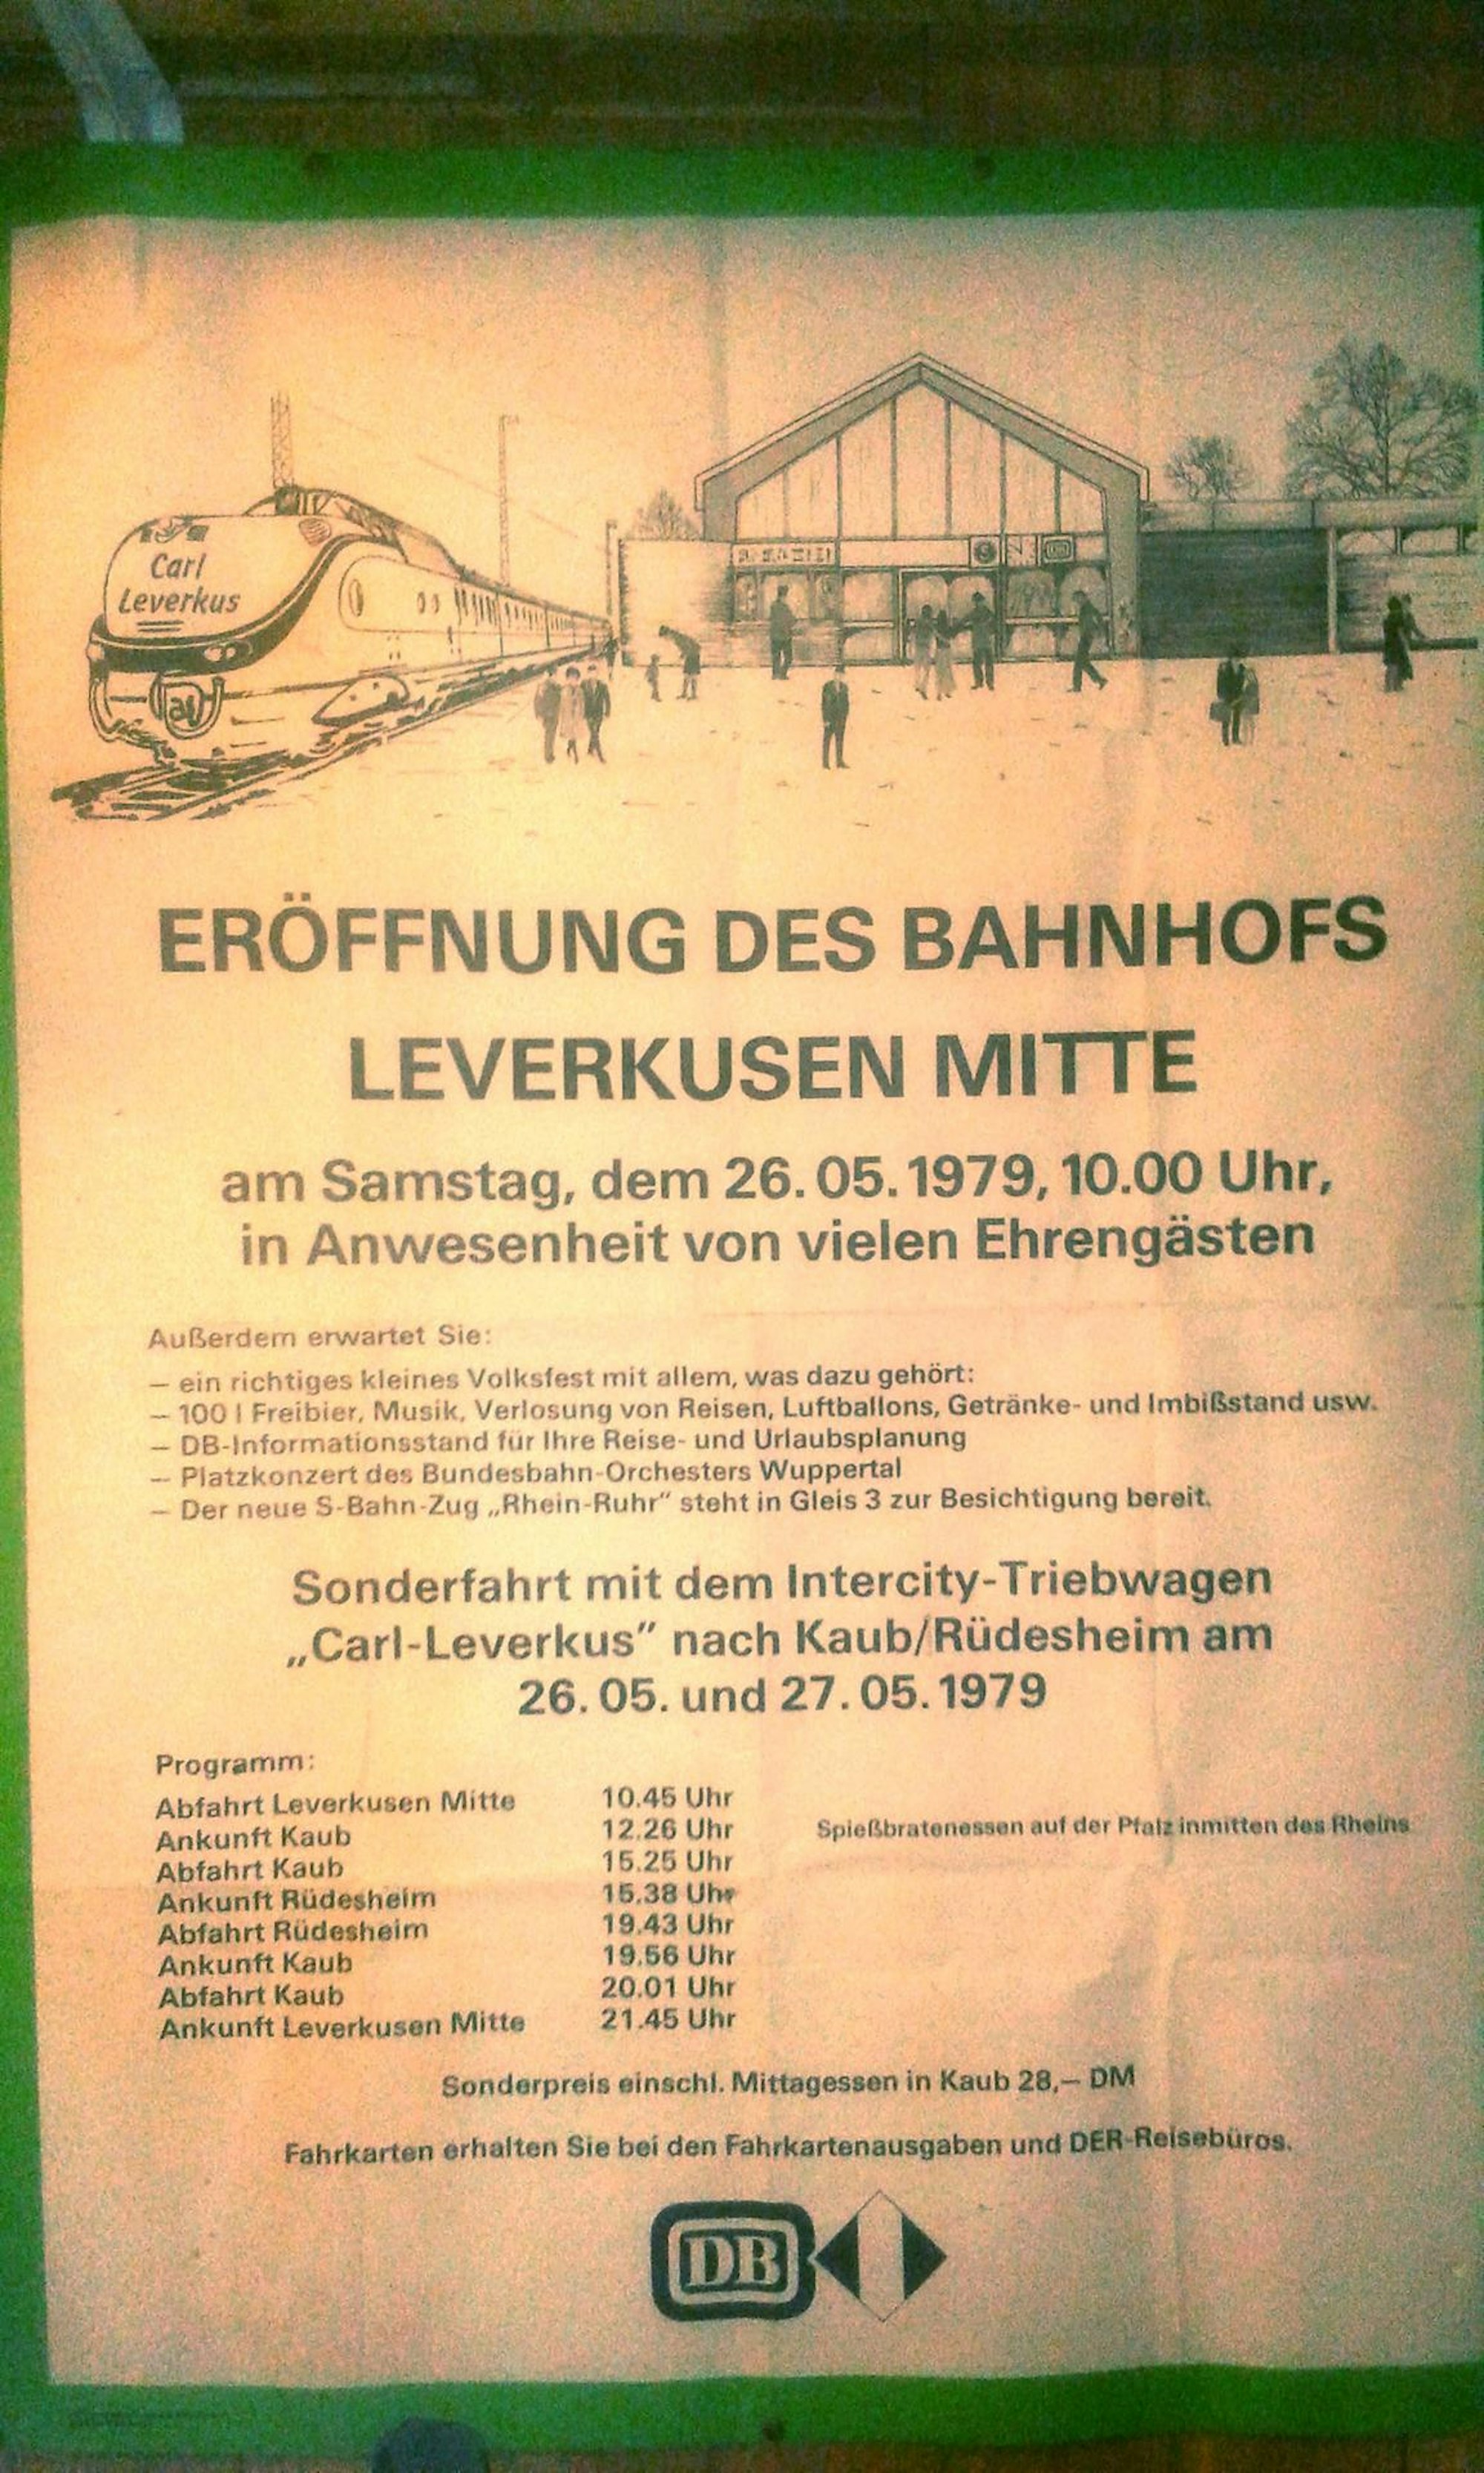 Carl
Leverkus
ERÖFFNUNG DES BAHNHOFS
LEVERKUSEN MITTE
am Samstag, dem 26.05.1979, 10.00 Uhr,
in Anwesenheit von vielen Ehrengästen
Außerdem erwartet Sie:
– ein richtiges kleines Volksfest mit allem, was dazu gehört:
– 100 l Freibier, Musik, Verlosung von Reisen, Luftballons, Getränke- und Imbißstand usw.
– DB-Informationsstand für Ihre Reise- und Urlaubsplanung
– Platzkonzert des Bundesbahn-Orchesters Wuppertal
– Der neue S-Bahn-Zug „Rhein-Ruhr” steht in Gleis 3 zur Besichtigung bereit.
Sonderfahrt mit dem Intercity-Triebwagen
„Carl-Leverkus” nach Kaub/Rüdesheim am
26.05. und 27.05.1979
Programm:
Abfahrt Leverkusen Mitte 10.45 Uhr
Ankunft Kaub 12.26 Uhr Spießbratenessen auf der Pfalz inmitten des Rheins
Abfahrt Kaub 15.25 Uhr
Ankunft Rüdesheim 15.38 Uhr
Abfahrt Rüdesheim 19.43 Uhr
Ankunft Kaub 19.56 Uhr
Abfahrt Kaub 20.01 Uhr
Ankunft Leverkusen Mitte 21.45 Uhr
Sonderpreis einschl. Mittagessen in Kaub 28,– DM
Fahrkarten erhalten Sie bei den Fahrkartenausgaben und DER-Reisebüros.
DB